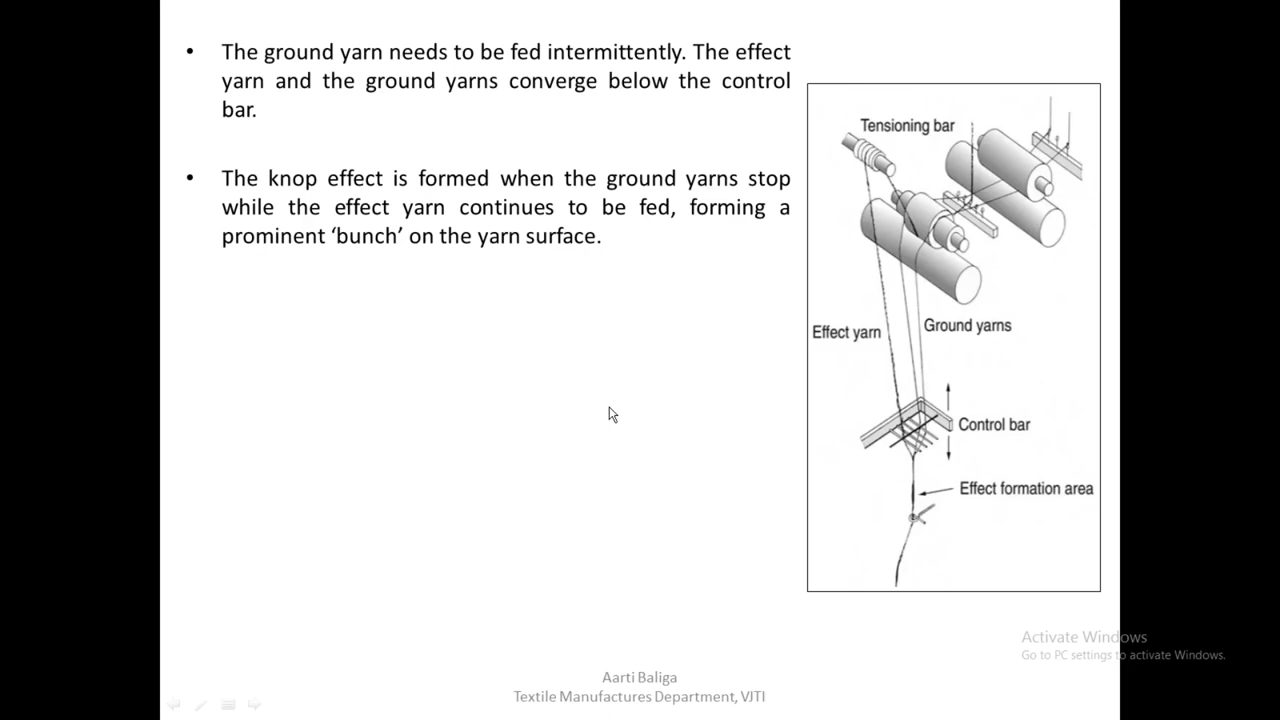 • The ground yarn needs to be fed intermittently. The effect
yarn and the ground yarns converge below the control
bar.
• The knop effect is formed when the ground yarns stop
while the effect yarn continues to be fed, forming a
prominent ‘bunch’ on the yarn surface.
Tensioning bar
Effect yarn
Ground yarns
Control bar
Effect formation area
Activate Windows
Go to PC settings to activate Windows.
Aarti Baliga
Textile Manufactures Department, VJTI